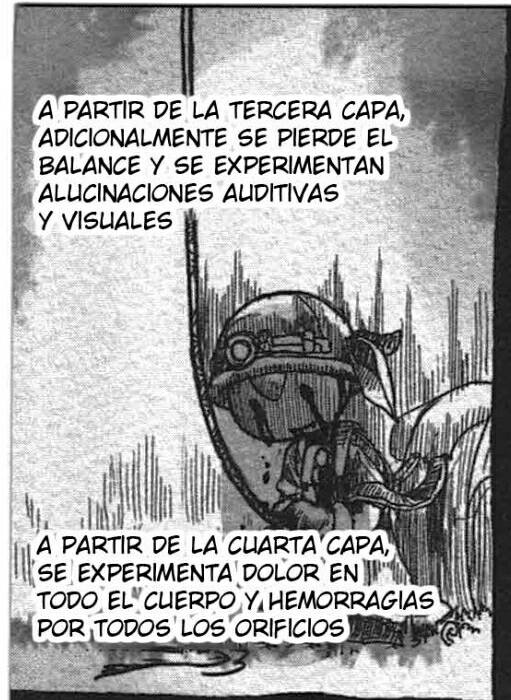 A PARTIR DE LA TERCERA CAPA,
ADICIONALMENTE SE PIERDE EL
BALANCE Y SE EXPERIMENTAN
ALUCINACIONES AUDITIVAS
Y VISUALES
A PARTIR DE LA CUARTA CAPA,
SE EXPERIMENTA DOLOR EN
TODO EL CUERPO Y HEMORRAGIAS
POR TODOS LOS ORIFICIOS